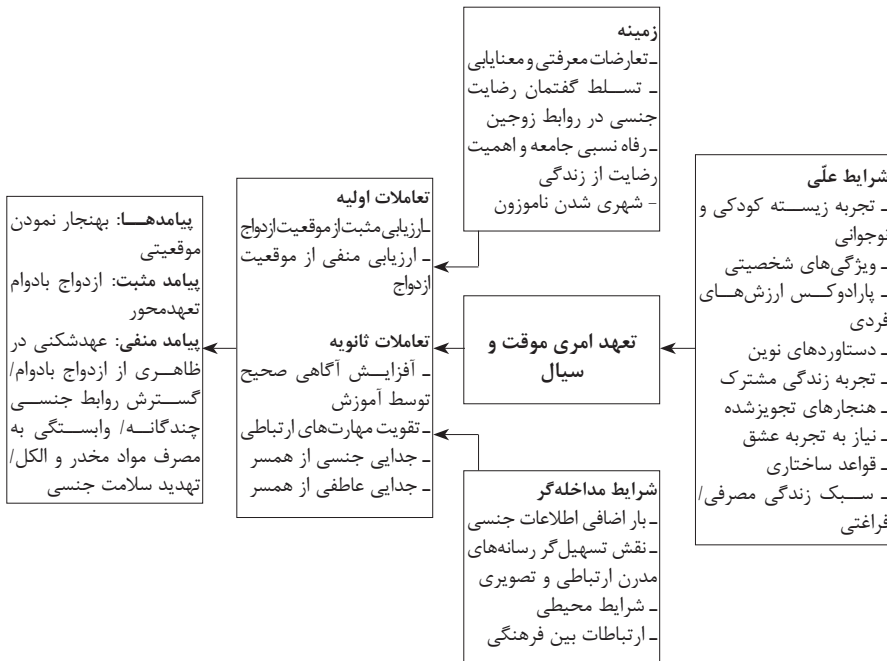 زمینه
ـ تعارضات معرفتی و معنایابی
ـ تسلط گفتمان رضایت
جنسی در روابط زوجین
ـ رفاه نسبی جامعه و اهمیت
رضایت از زندگی
- شهری شدن ناموزون
شرایط علّی
ـ تجربه زیسته کودکی و
نوجوانی
ـ ویژگی‌های شخصیتی
ـ پارادوکس ارزش‌های
فردی
ـ دستاوردهای نوین
ـ تجربه زندگی مشترک
ـ هنجارهای تجویزشده
ـ نیاز به تجربه عشق
ـ قواعد ساختاری
ـ سبک زندگی مصرفی/
فراغتی
تعهد امری موقت و
سیال
شرایط مداخله‌گر
ـ بار اضافی اطلاعات جنسی
ـ نقش تسهیل‌گر رسانه‌های
مدرن ارتباطی و تصویری
ـ شرایط محیطی
ـ ارتباطات بین فرهنگی
تعاملات اولیه
ـ ارزیابی مثبت از موقعیت ازدواج
ـ ارزیابی منفی از موقعیت
ازدواج
تعاملات ثانویه
ـ آفزایش آگاهی صحیح
توسط آموزش
ـ تقویت مهارت‌های ارتباطی
ـ جدایی جنسی از همسر
ـ جدایی عاطفی از همسر
پیامدها: بهنجار نمودن
موقعیتی
پیامد مثبت: ازدواج بادوام
تعهدمحور
پیامد منفی: عهدشکنی در
ظاهری از ازدواج بادوام/
گسترش روابط جنسی
چندگانه/ وابستگی به
مصرف مواد مخدر و الکل/
تهدید سلامت جنسی